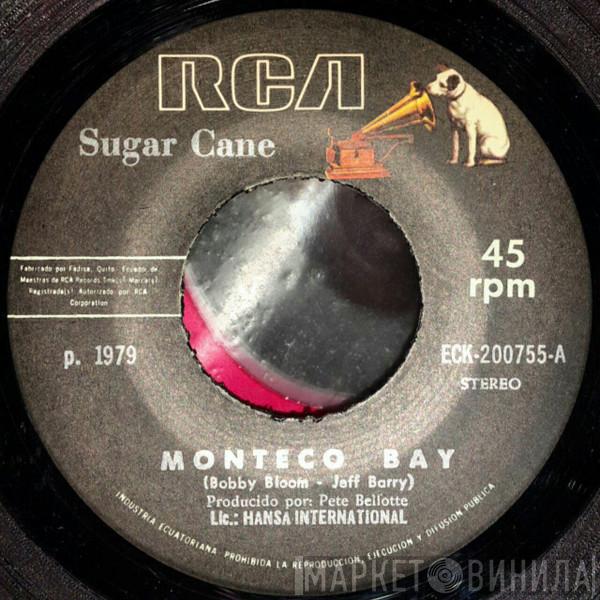 RCA
Sugar Cane
Fabricado por Fadisa, Quito- Ecuador de
Maestras de RCA Records Tmk(s) Marca(s)
Registrada(s) Autorizado por RCA
Corporation
45
rpm
p. 1979
ECK-200755-A
STEREO
MONTECO BAY
(Bobby Bloom - Jeff Barry)
Producido por: Pete Bellotte
Lic.: HANSA INTERNATIONAL
INDUSTRIA ECUATORIANA. PROHIBIDA LA REPRODUCCION, EJECUCION Y DIFUSION PUBLICA
МАРКЕТ ВИНИЛА